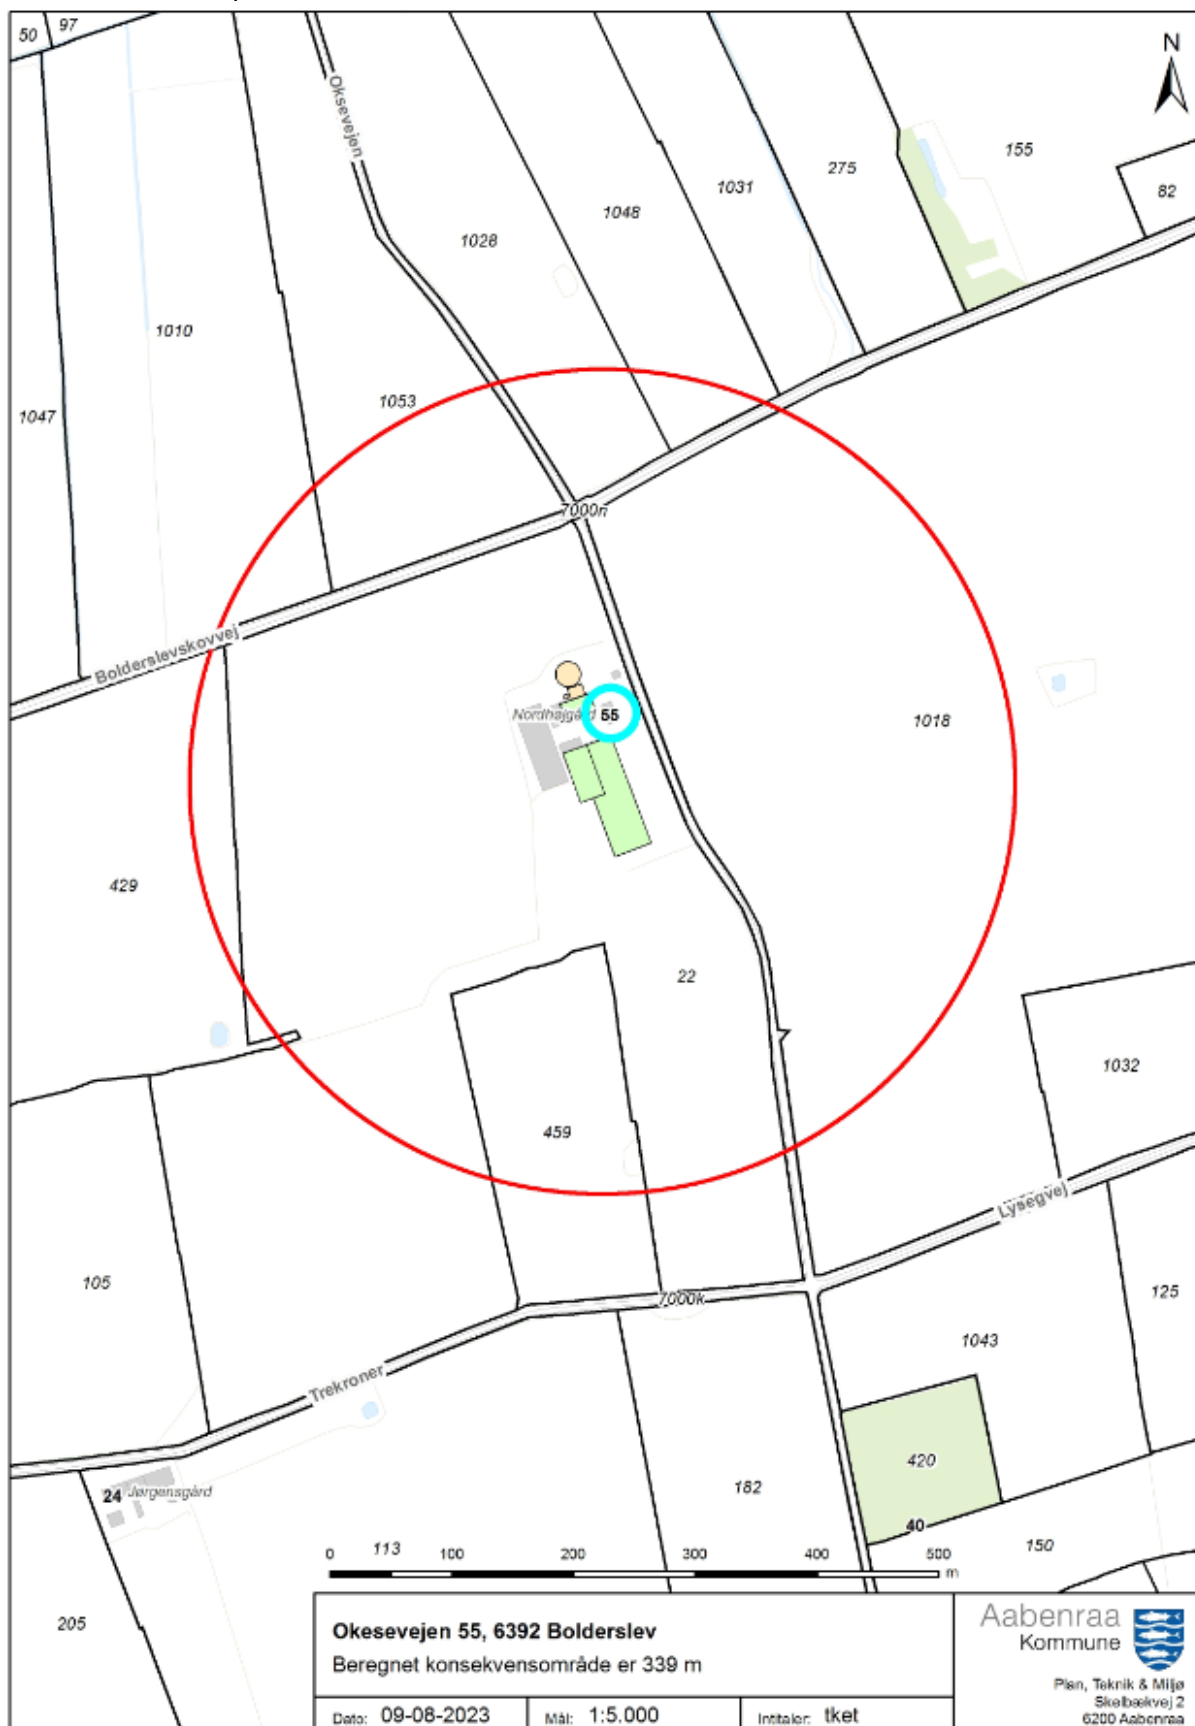 50
97
N
Oksevejen
155
275
82
1031
1048
1028
1010
1053
1047
7000n
Bolderslevskovvej
Nordhøjgård 55
1018
429
22
1032
459
Lysegvej
105
125
7000k
1043
Trekroner
420
182
24 Jørgensgård
40
150
113
0 100 200 300 400 500
m
205
Okesevejen 55, 6392 Bolderslev
Beregnet konsekvensområde er 339 m
Dato: 09-08-2023
Mål: 1:5.000
Intitaler: tket
Aabenraa
Kommune
Plan, Teknik & Miljø
Skelbækvej 2
6200 Aabenraa